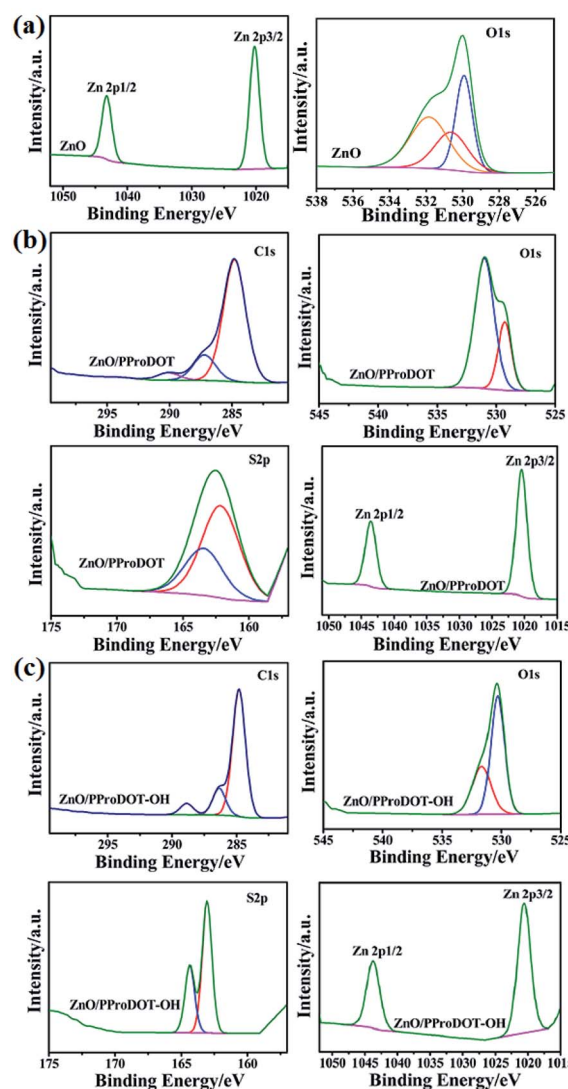 (a)
Intensity/a.u.
Zn 2p3/2
Zn 2p1/2
ZnO
1050 1040 1030 1020
Binding Energy/eV
Intensity/a.u.
O1s
ZnO
538 536 534 532 530 528 526
Binding Energy/eV
(b)
Intensity/a.u.
C1s
ZnO/PProDOT
295 290 285
Binding Energy/eV
Intensity/a.u.
O1s
ZnO/PProDOT
545 540 535 530 525
Binding Energy/eV
Intensity/a.u.
S2p
ZnO/PProDOT
175 170 165 160
Binding Energy/eV
Intensity/a.u.
Zn 2p3/2
Zn 2p1/2
ZnO/PProDOT
1050 1045 1040 1035 1030 1025 1020 1015
Binding Energy/eV
(c)
Intensity/a.u.
C1s
ZnO/PProDOT-OH
295 290 285
Binding Energy/eV
Intensity/a.u.
O1s
ZnO/PProDOT-OH
545 540 535 530 525
Binding Energy/eV
Intensity/a.u.
S2p
ZnO/PProDOT-OH
175 170 165 160
Binding Energy/eV
Intensity/a.u.
Zn 2p3/2
Zn 2p1/2
ZnO/PProDOT-OH
1050 1045 1040 1035 1030 1025 1020 1015
Binding Energy/eV